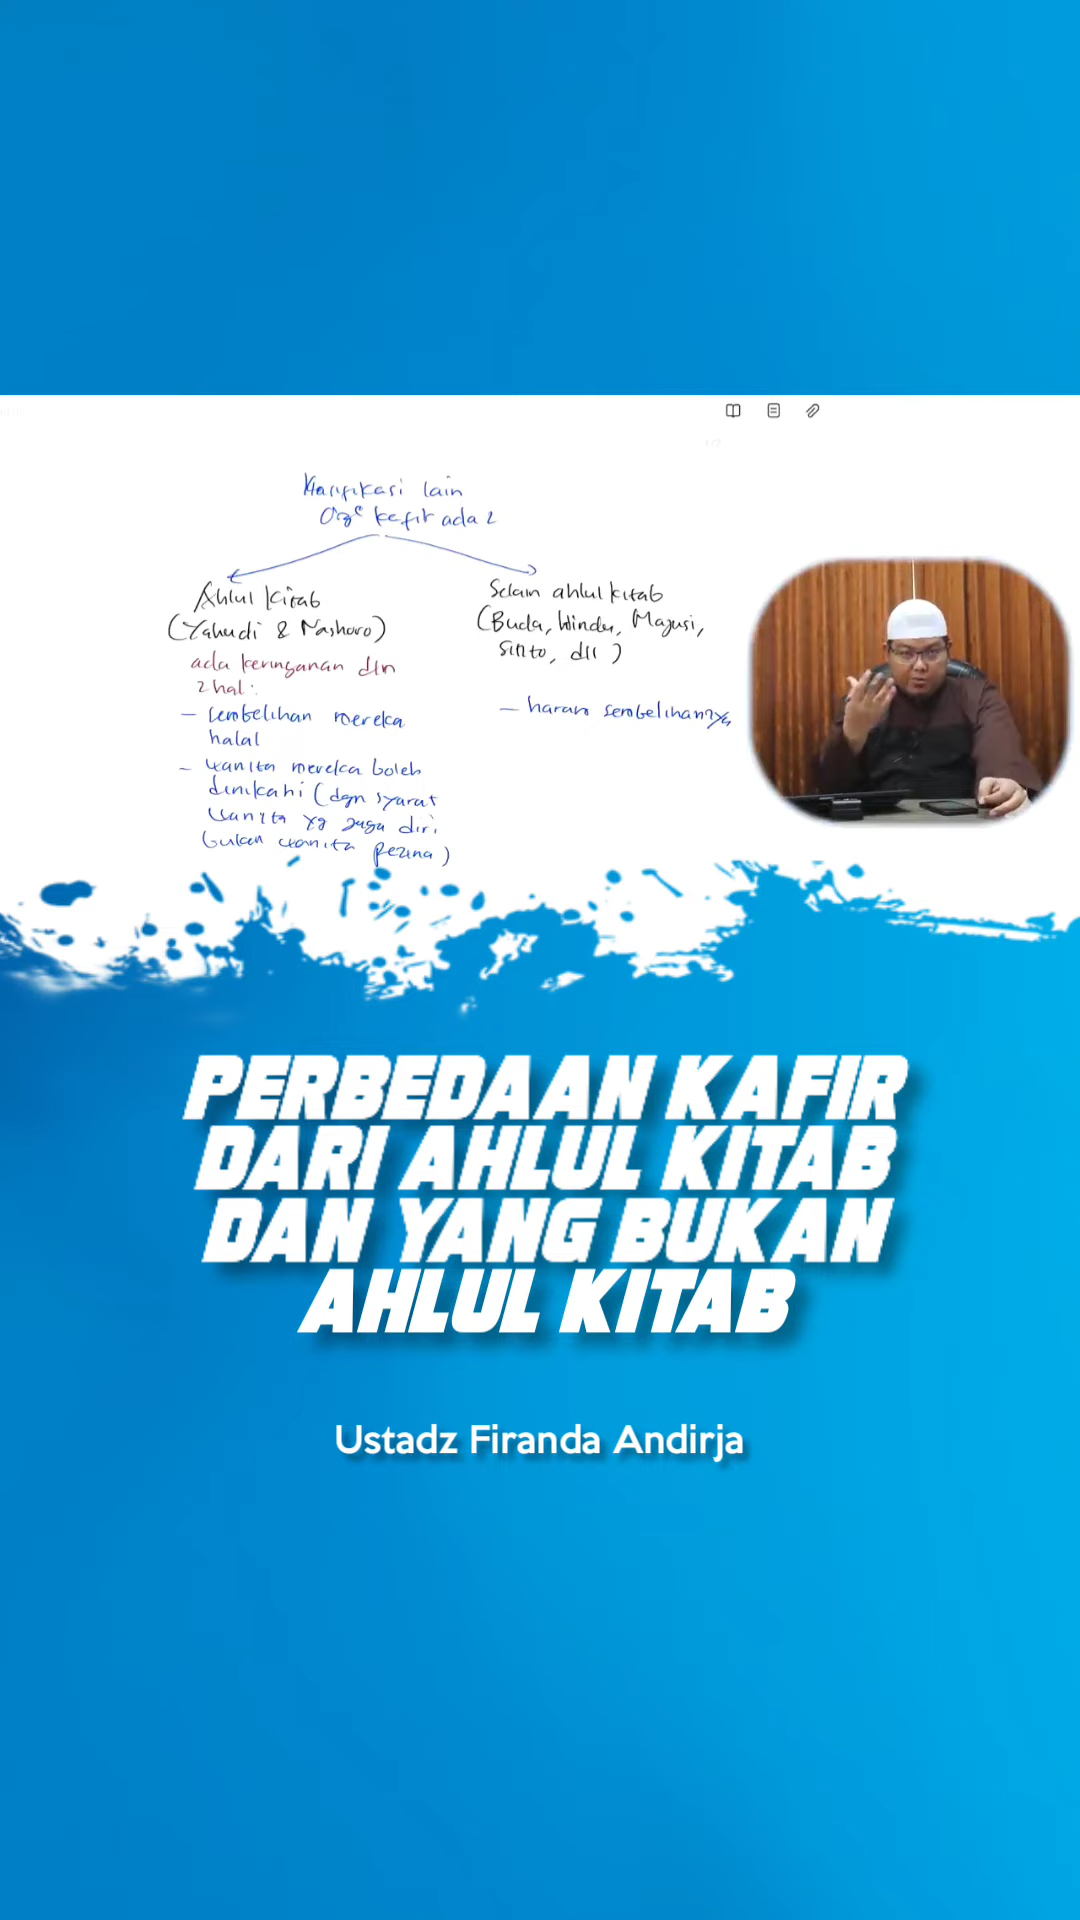 Klasifikasi lain
Org² kafir ada 2
Ahlul Kitab
(Yahudi & Nashoro)
ada keringanan dlm
2 hal :
- sembelihan mereka
halal
- wanita mereka boleh
dinikahi (dgn syarat
wanita yg jaga diri
bukan wanita pezina)
Selain ahlul kitab
(Buda, Hindu, Majusi,
Sinto, dll)
- haram sembelihannya
PERBEDAAN KAFIR
DARI AHLUL KITAB
DAN YANG BUKAN
AHLUL KITAB
Ustadz Firanda Andirja